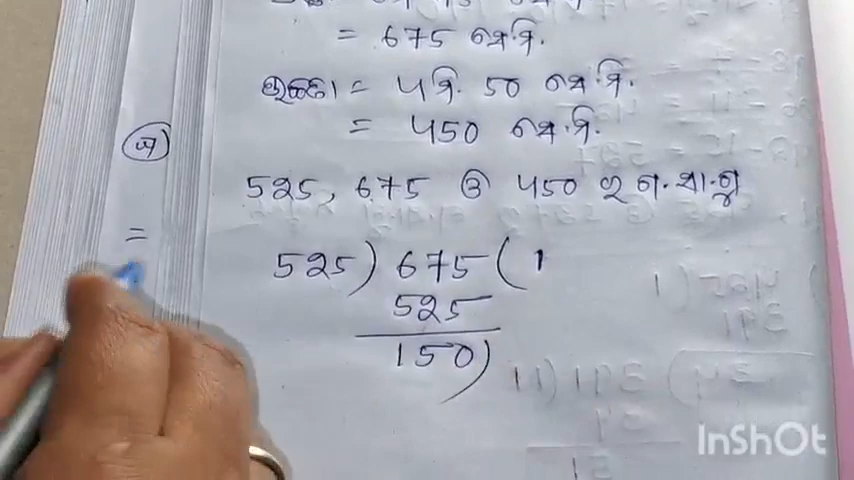 = 675 ସେ.ମି.
ଉଚ୍ଚତା = 4ମି. 50 ସେ.ମି.
= 450 ସେ.ମି.
525, 675 ଓ 450 ର ଗ.ସା.ଗୁ
=
525) 675 ( 1
525
150)
InShOt